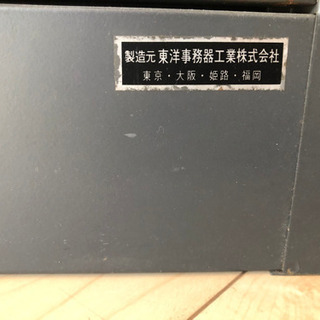 製造元 東洋事務器工業株式会社
東京・大阪・姫路・福岡